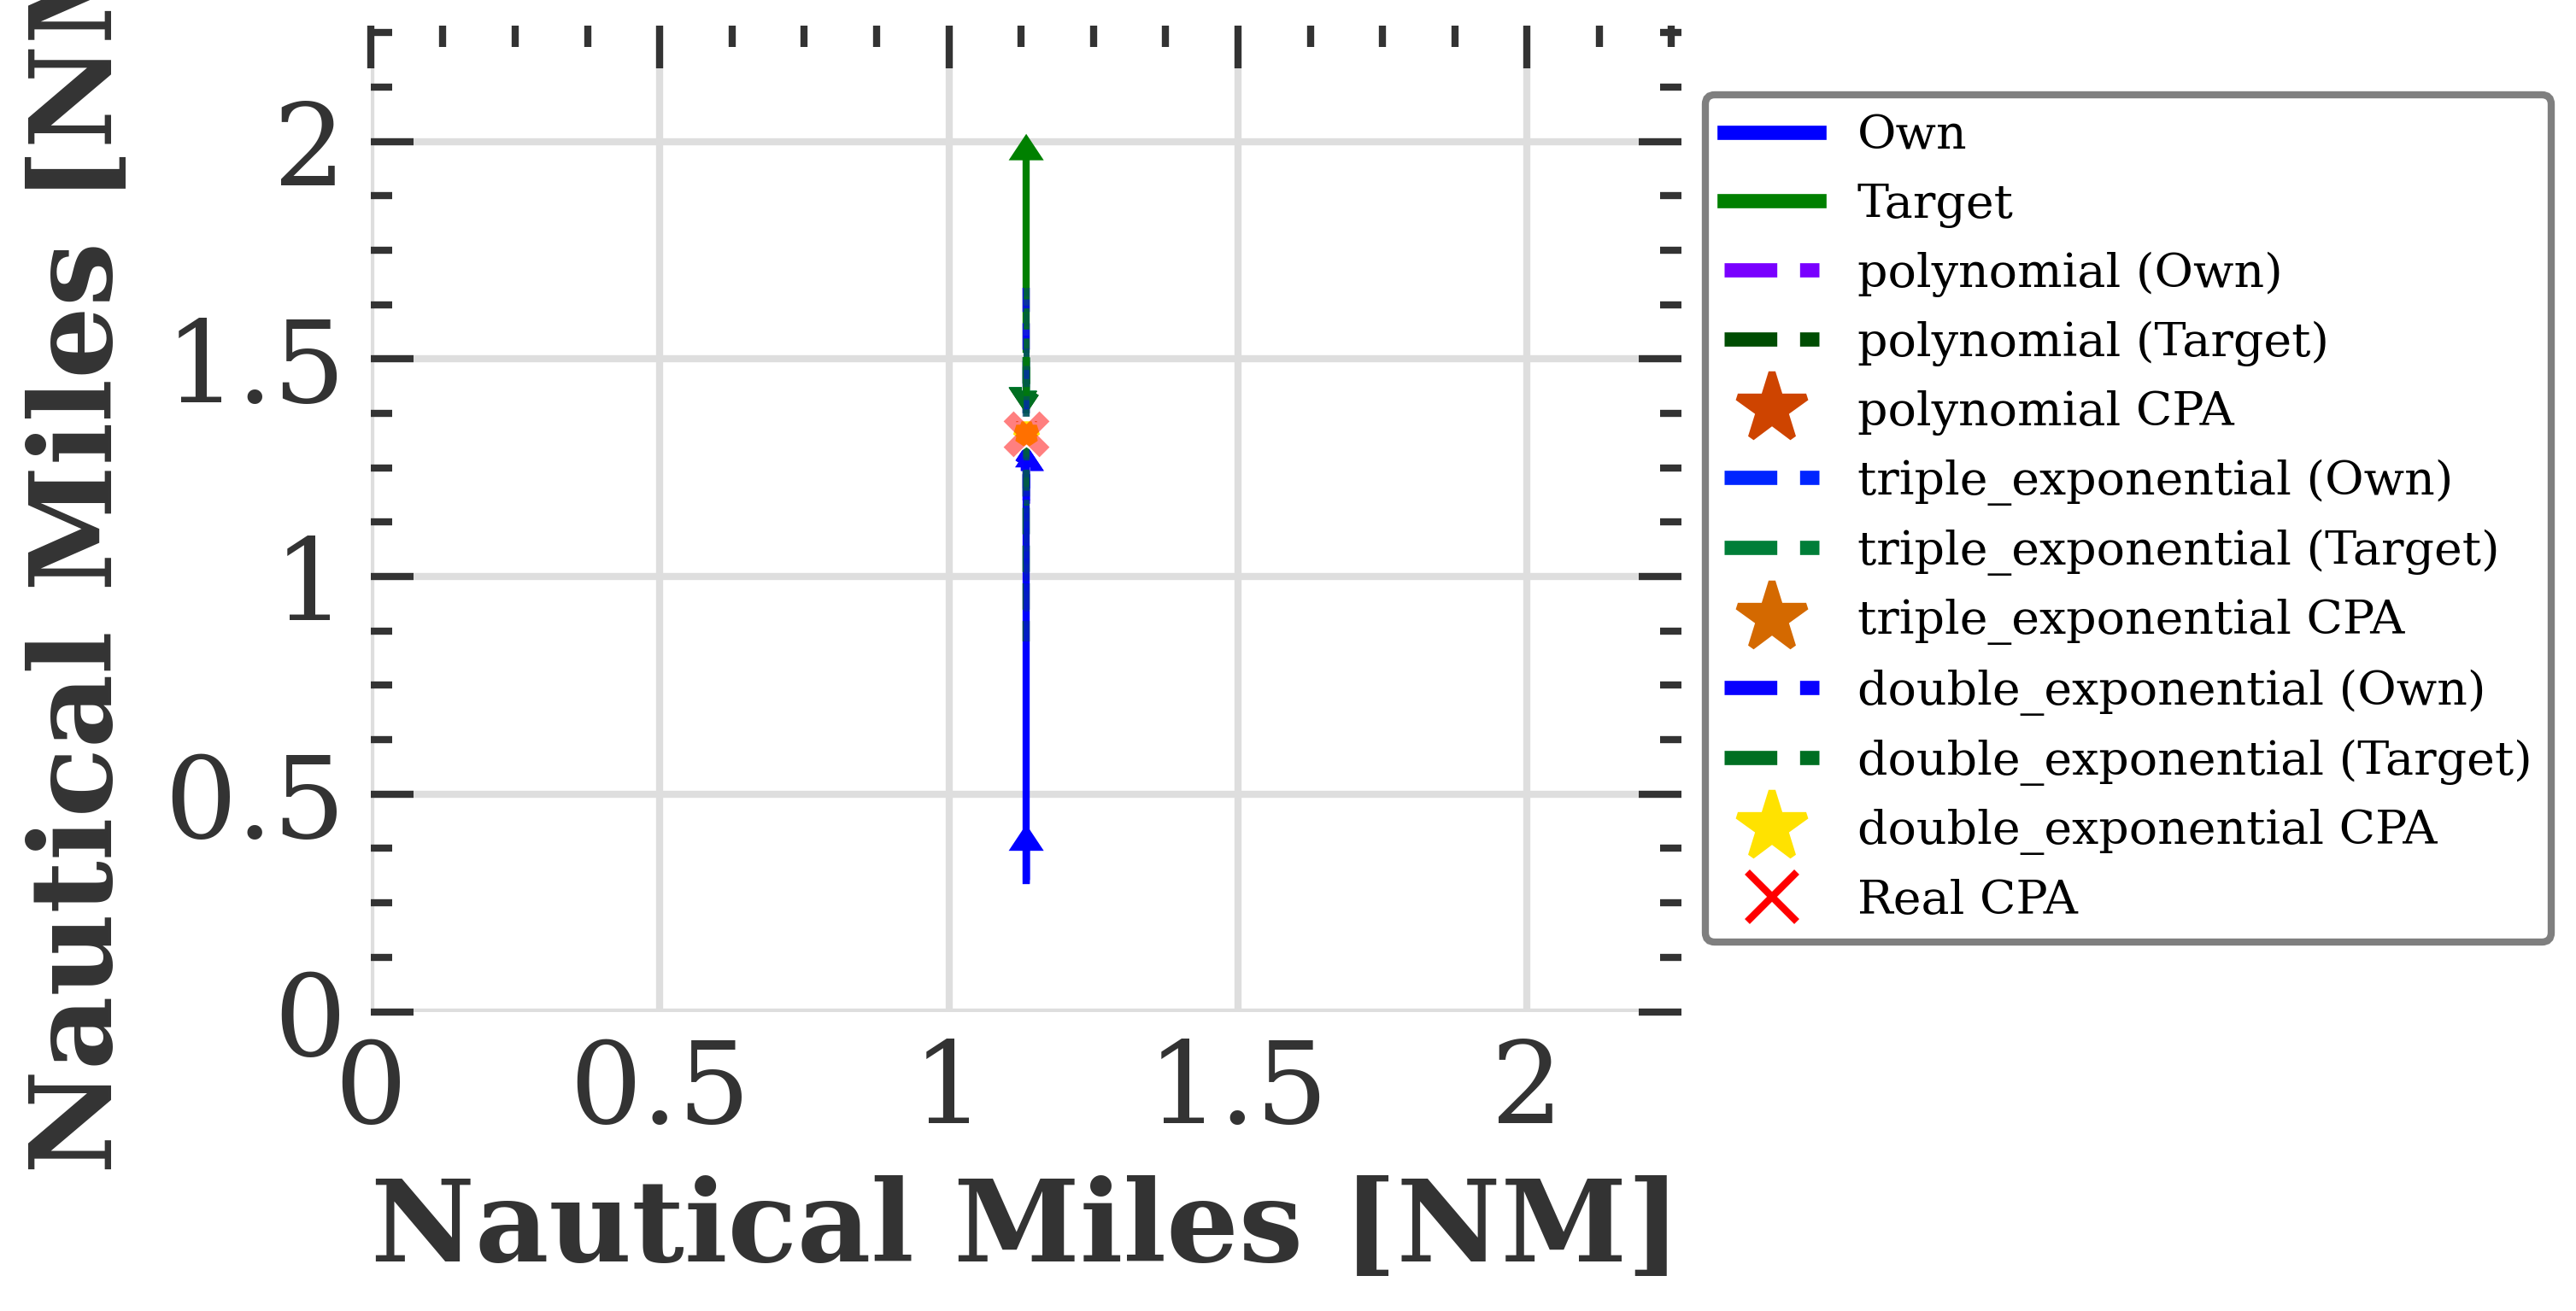 Nautical Miles [NM
2
1.5
1
0.5
0
0 0.5 1 1.5 2
Nautical Miles [NM]
Own
Target
polynomial (Own)
polynomial (Target)
polynomial CPA
triple_exponential (Own)
triple_exponential (Target)
triple_exponential CPA
double_exponential (Own)
double_exponential (Target)
double_exponential CPA
Real CPA